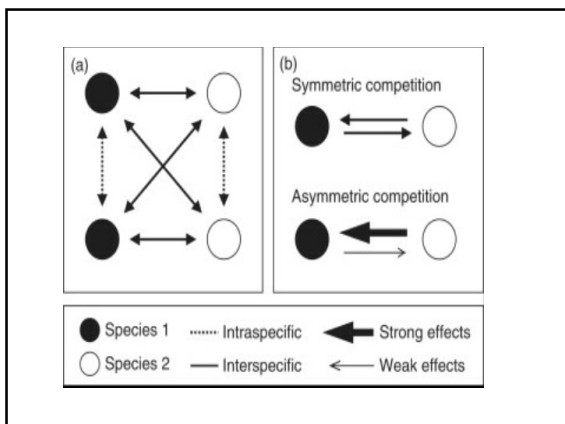 (a)
(b)
Symmetric competition
Asymmetric competition
Species 1
Intraspecific
Strong effects
Species 2
Interspecific
Weak effects